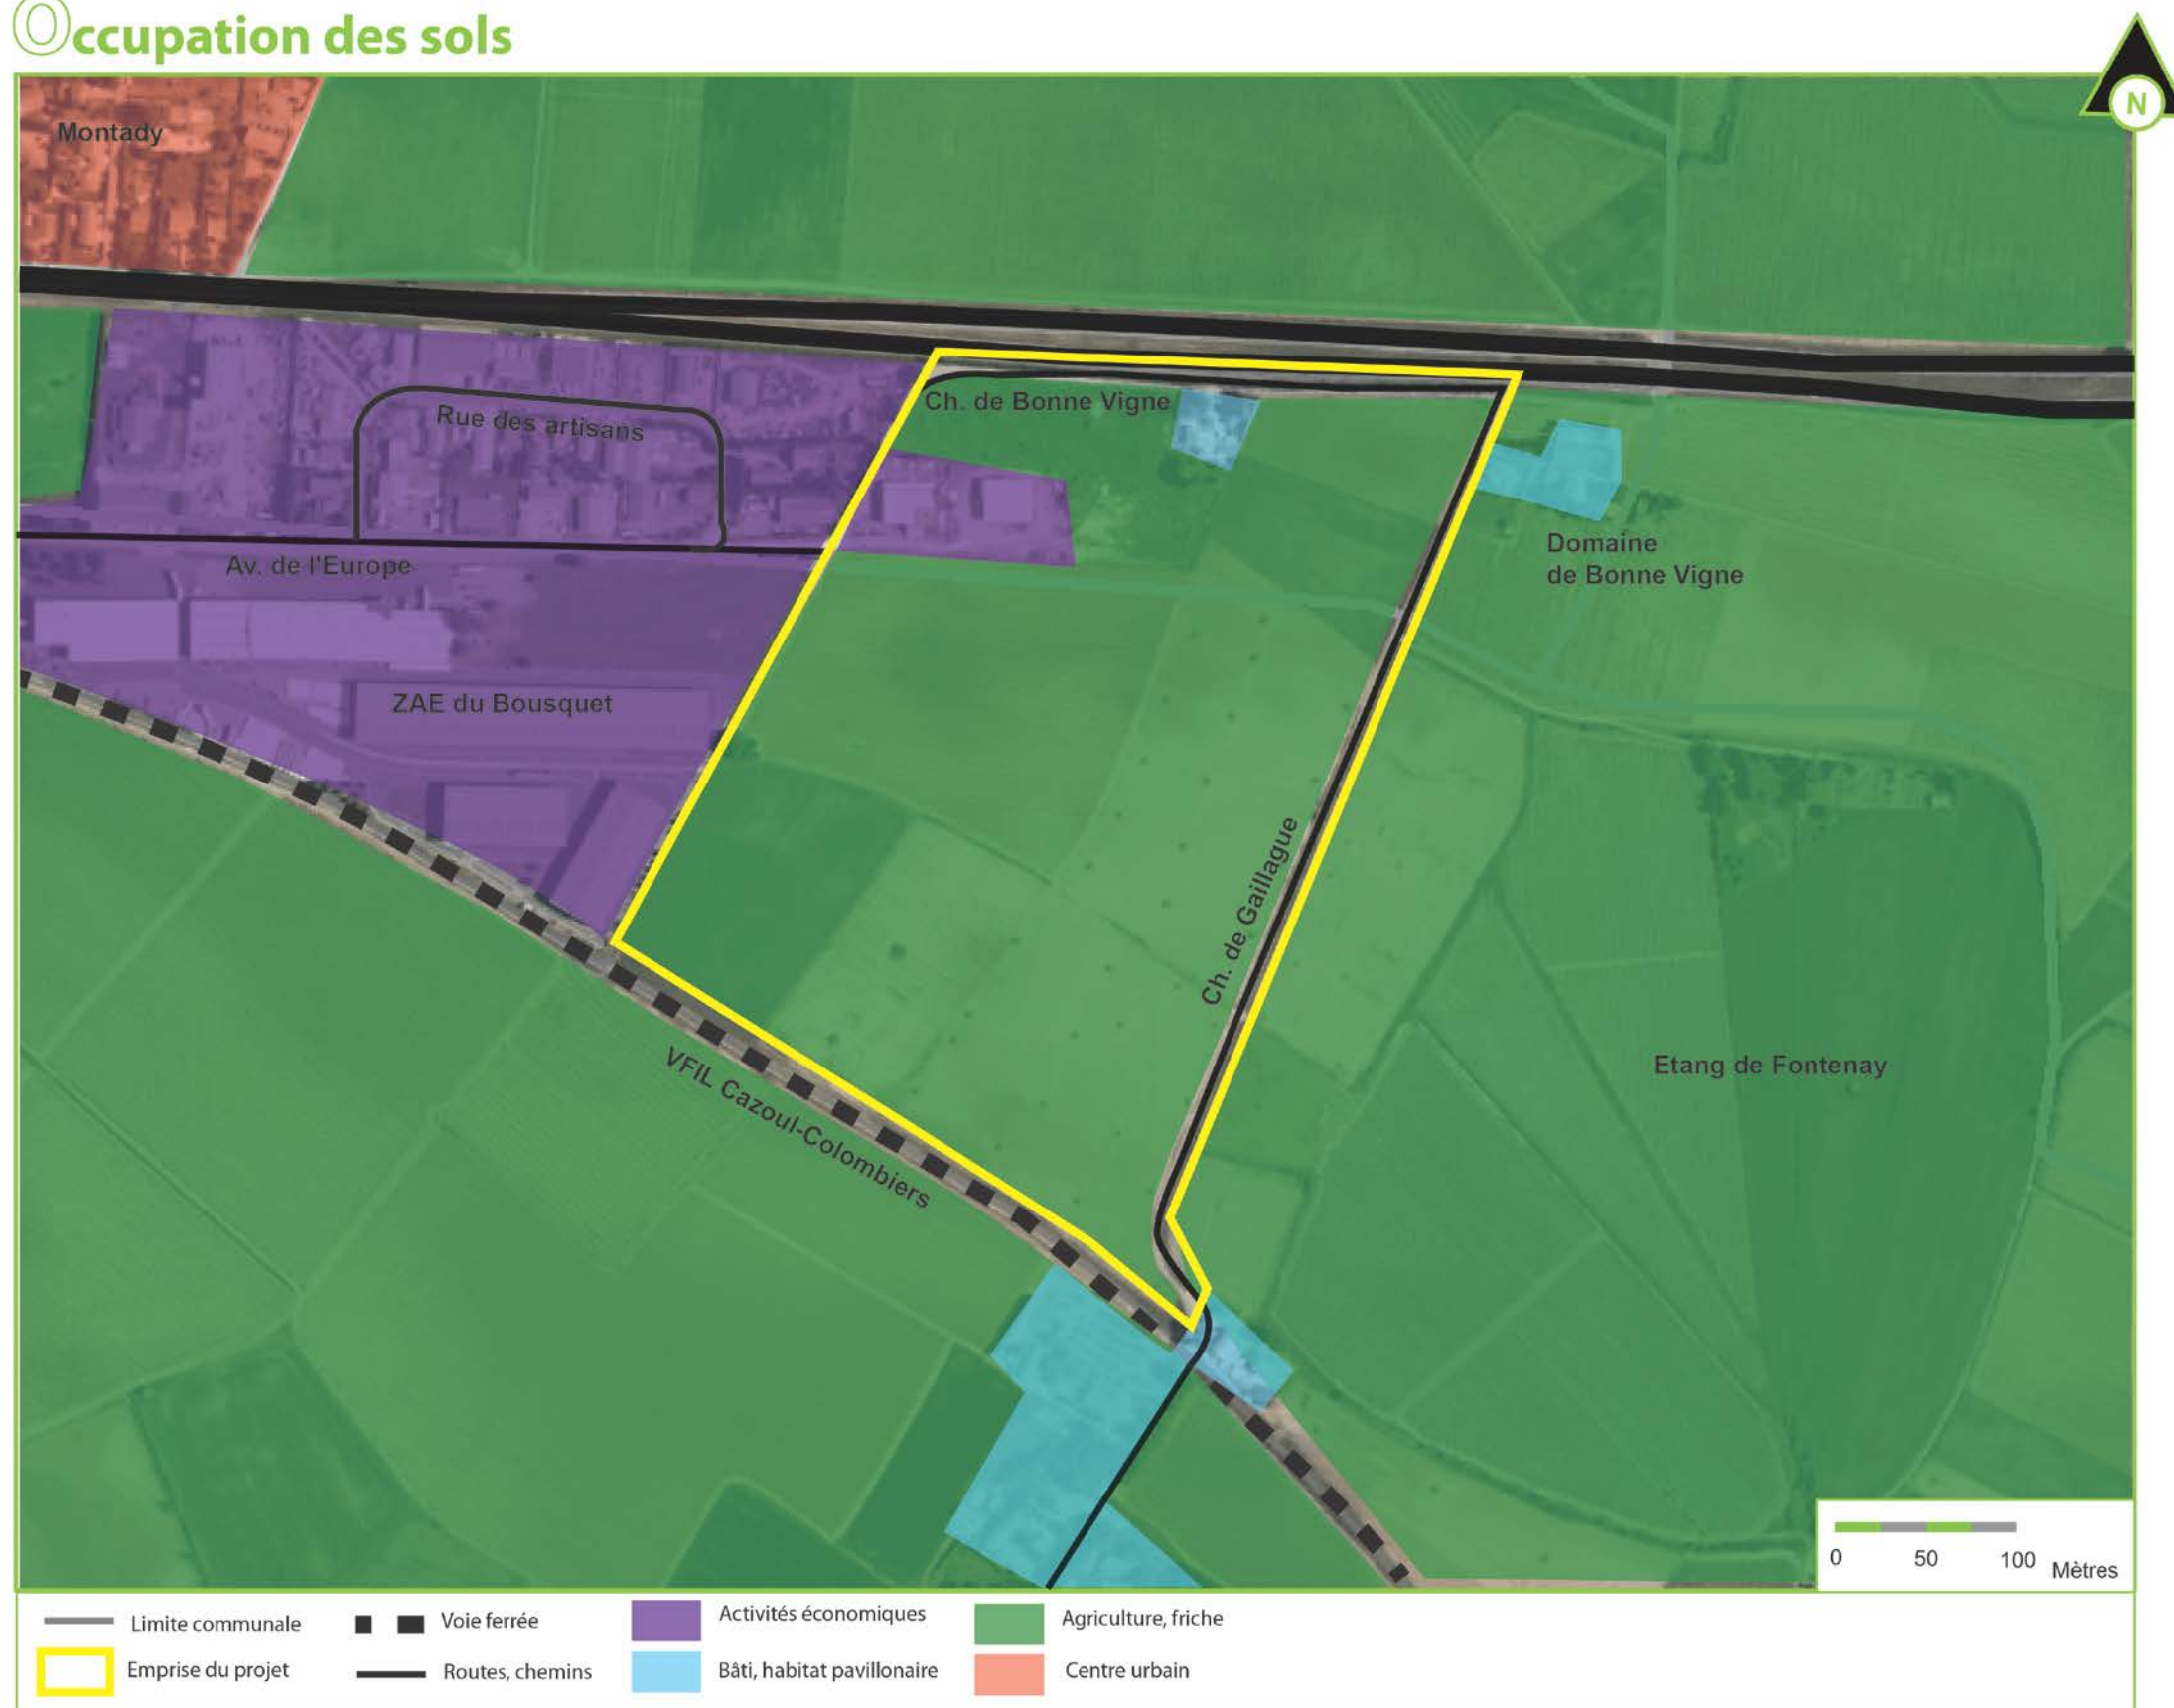 Occupation des sols
N
Montady
Ch. de Bonne Vigne
Rue des artisans
Domaine
de Bonne Vigne
Av. de l'Europe
ZAE du Bousquet
Ch. de Gaillague
VFIL Cazoul-Colombiers
Etang de Fontenay
0 50 100 Mètres
Limite communale
Voie ferrée
Activités économiques
Agriculture, friche
Emprise du projet
Routes, chemins
Bâti, habitat pavillonaire
Centre urbain